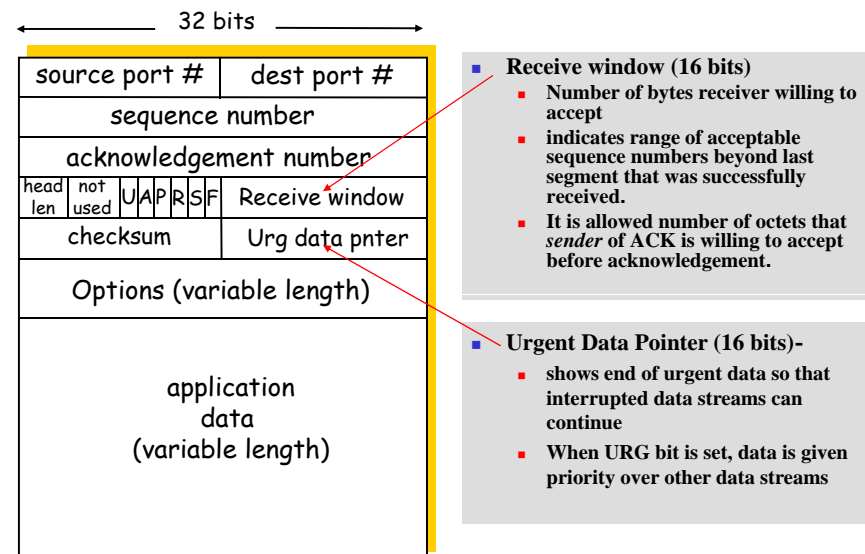 32 bits
source port # dest port #
sequence number
acknowledgement number
head len not used U A P R S F Receive window
checksum Urg data pnter
Options (variable length)
application
data
(variable length)
Receive window (16 bits)
Number of bytes receiver willing to
accept
indicates range of acceptable
sequence numbers beyond last
segment that was successfully
received.
It is allowed number of octets that
sender of ACK is willing to accept
before acknowledgement.
Urgent Data Pointer (16 bits)-
shows end of urgent data so that
interrupted data streams can
continue
When URG bit is set, data is given
priority over other data streams